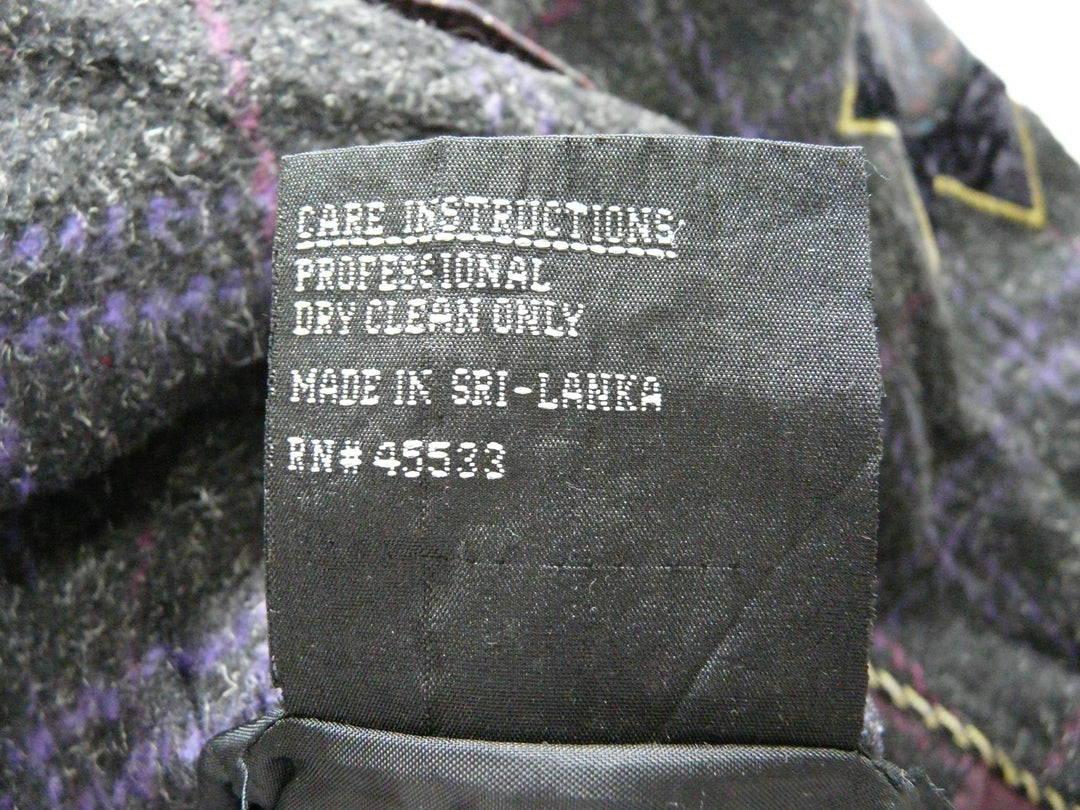 CARE INSTRUCTIONS
PROFESSIONAL
DRY CLEAN ONLY
MADE IN SRI-LANKA
RN# 45533